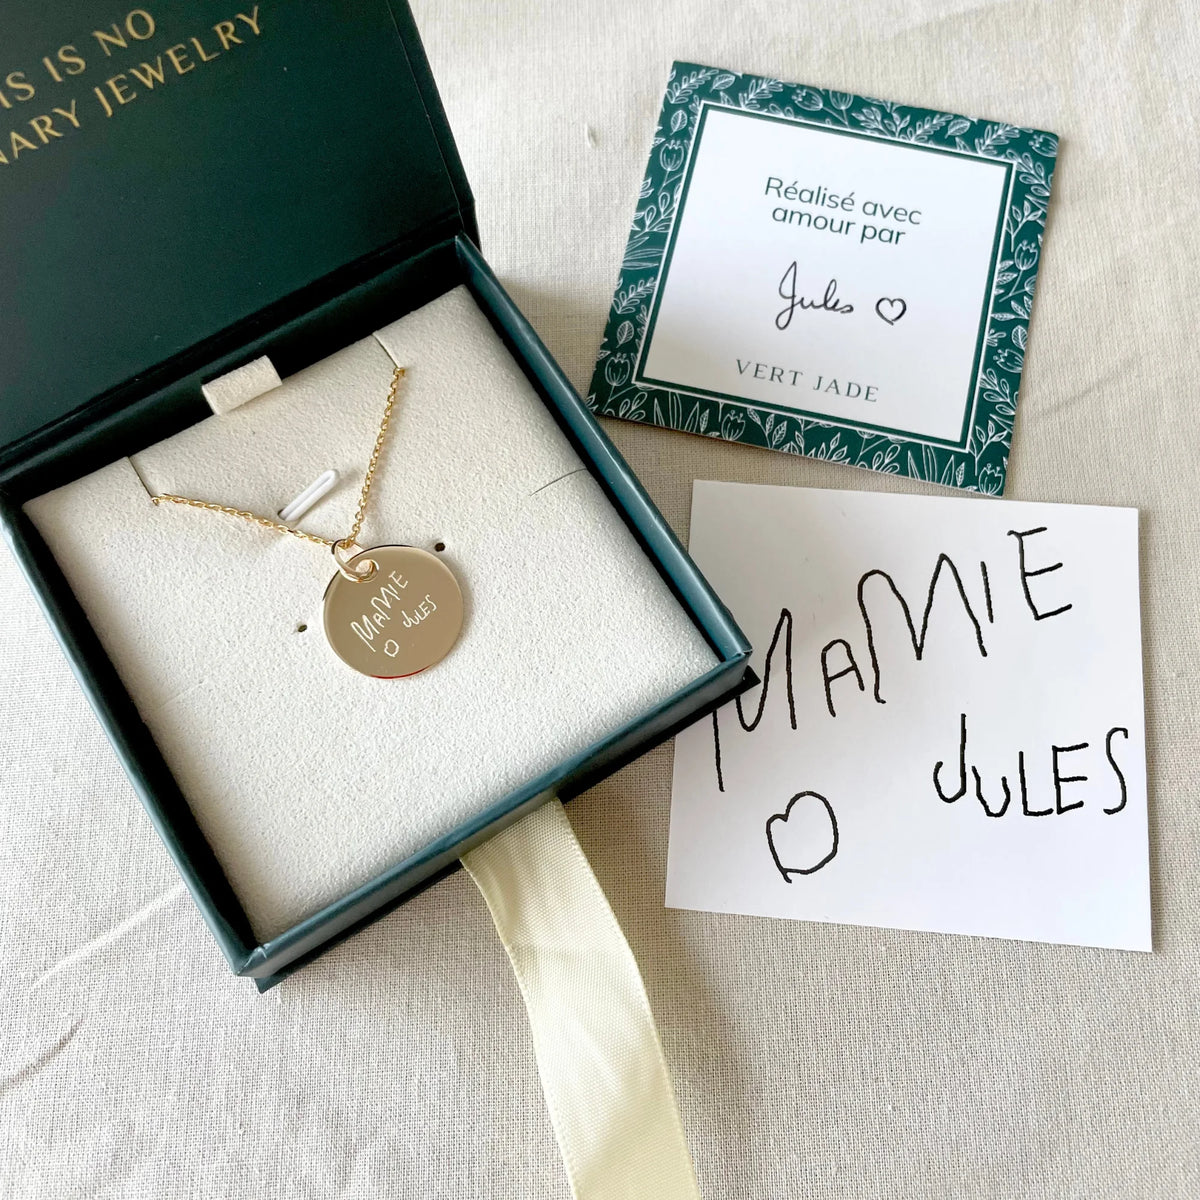 IS IS NO
NARY JEWELRY
MAMIE
JULES
Réalisé avec
amour par
Jules
VERT JADE
MAMIE
JULES